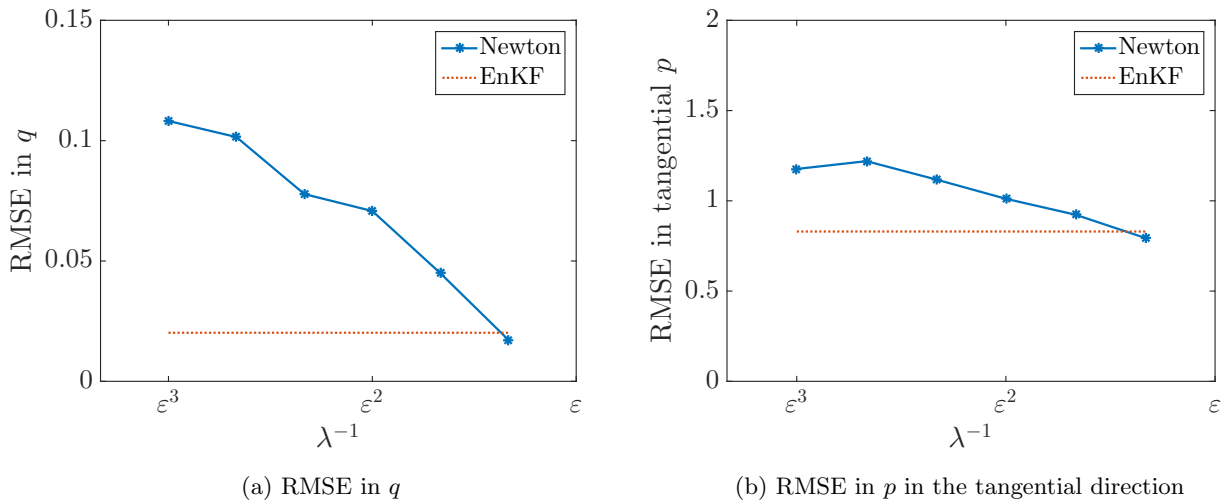 0.15
0.1
0.05
0
RMSE in q
Newton
EnKF
ε³
ε²
ε
λ⁻¹
(a) RMSE in q
2
1.5
1
0.5
0
RMSE in tangential p
Newton
EnKF
ε³
ε²
ε
λ⁻¹
(b) RMSE in p in the tangential direction